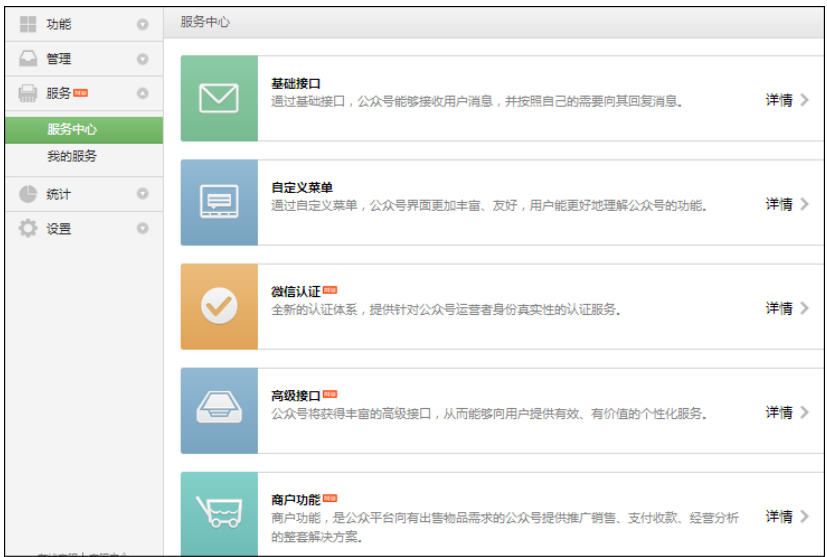 功能
管理
服务
服务中心
我的服务
统计
设置
服务中心
基础接口
通过基础接口，公众号能够接收用户消息，并按照自己的需要向其回复消息。
详情
自定义菜单
通过自定义菜单，公众号界面更加丰富、友好，用户能更好地理解公众号的功能。
详情
微信认证
全新的认证体系，提供针对公众号运营者身份真实性的认证服务。
详情
高级接口
公众号将获得丰富的高级接口，从而能够向用户提供有效、有价值的个性化服务。
详情
商户功能
商户功能，是公众平台向有出售物品需求的公众号提供推广销售、支付收款、经营分析
的整套解决方案。
详情